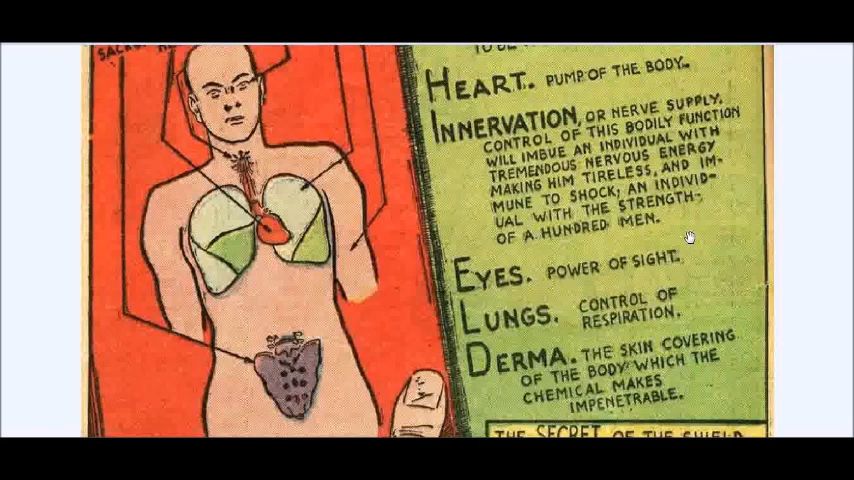 HEART. PUMP OF THE BODY.
INNERVATION, OR NERVE SUPPLY.
CONTROL OF THIS BODILY FUNCTION
WILL IMBUE AN INDIVIDUAL WITH
TREMENDOUS NERVOUS ENERGY
MAKING HIM TIRELESS, AND IM-
MUNE TO SHOCK; AN INDIVID-
UAL WITH THE STRENGTH
OF A HUNDRED MEN.
EYES. POWER OF SIGHT.
LUNGS. CONTROL OF
RESPIRATION.
DERMA. THE SKIN COVERING
OF THE BODY WHICH THE
CHEMICAL MAKES
IMPENETRABLE.
THE SECRET OF THE SHIELD